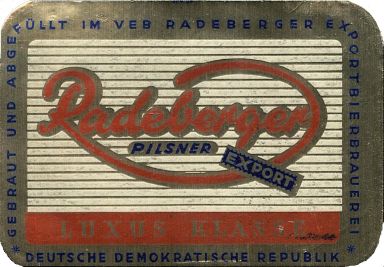 GEBRAUT UND ABGEFÜLLT IM VEB RADEBERGER EXPORTBIERBRAUEREI
Radeberger
PILSNER
EXPORT
LUXUS KLASSE
* DEUTSCHE DEMOKRATISCHE REPUBLIK *